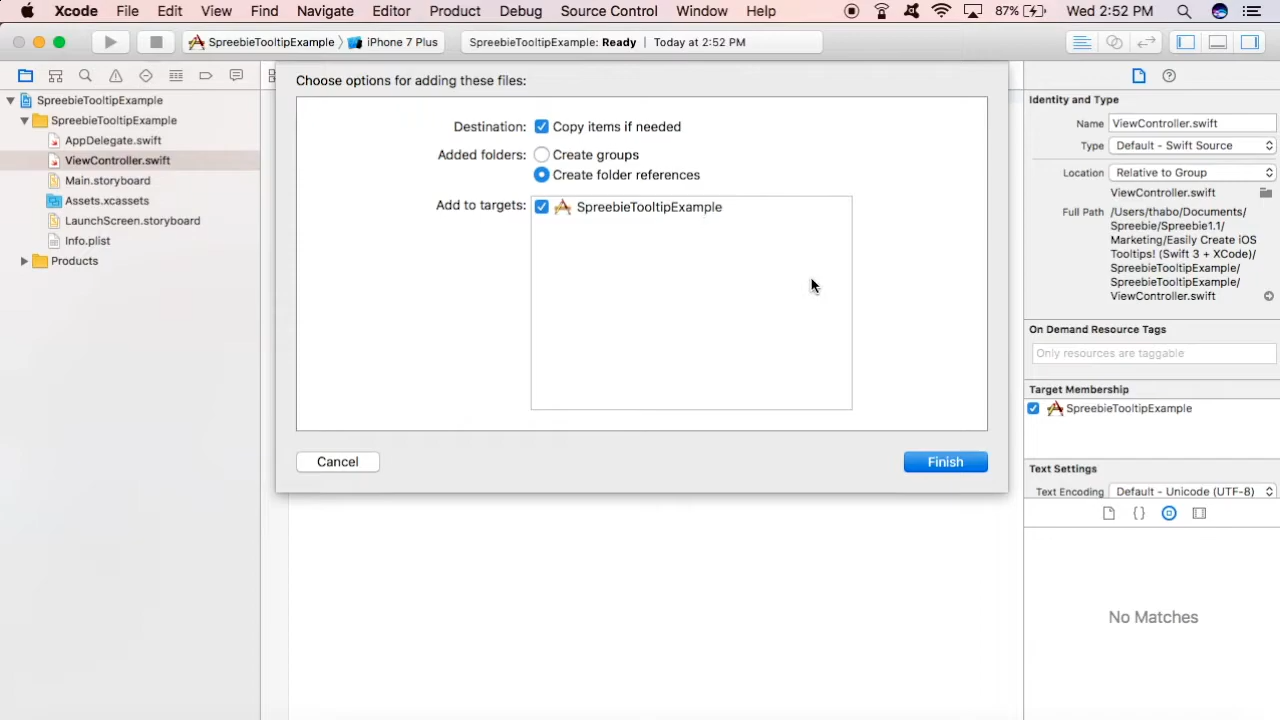 Xcode File Edit View Find Navigate Editor Product Debug Source Control Window Help 87% Wed 2:52 PM
SpreebieTooltipExample iPhone 7 Plus SpreebieTooltipExample: Ready | Today at 2:52 PM
SpreebieTooltipExample
SpreebieTooltipExample
AppDelegate.swift
ViewController.swift
Main.storyboard
Assets.xcassets
LaunchScreen.storyboard
Info.plist
Products
Choose options for adding these files:
Destination: Copy items if needed
Added folders: Create groups
Create folder references
Add to targets: SpreebieTooltipExample
Cancel Finish
Identity and Type
Name ViewController.swift
Type Default - Swift Source
Location Relative to Group
ViewController.swift
Full Path /Users/thabo/Documents/
Spreebie/Spreebie1.1/
Marketing/Easily Create iOS
Tooltips! (Swift 3 + XCode)/
SpreebieTooltipExample/
SpreebieTooltipExample/
ViewController.swift
On Demand Resource Tags
Only resources are taggable
Target Membership
SpreebieTooltipExample
Text Settings
Text Encoding Default - Unicode (UTF-8)
{ }
No Matches